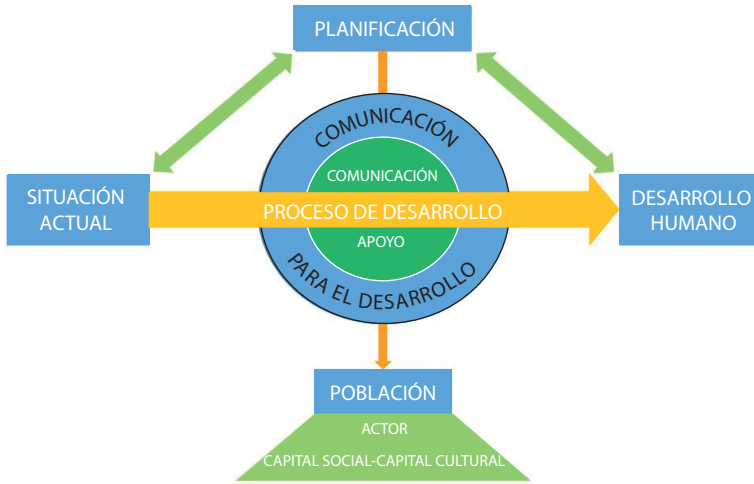 PLANIFICACIÓN
COMUNICACIÓN
COMUNICACIÓN
SITUACIÓN
ACTUAL
PROCESO DE DESARROLLO
DESARROLLO
HUMANO
APOYO
PARA EL DESARROLLO
POBLACIÓN
ACTOR
CAPITAL SOCIAL-CAPITAL CULTURAL